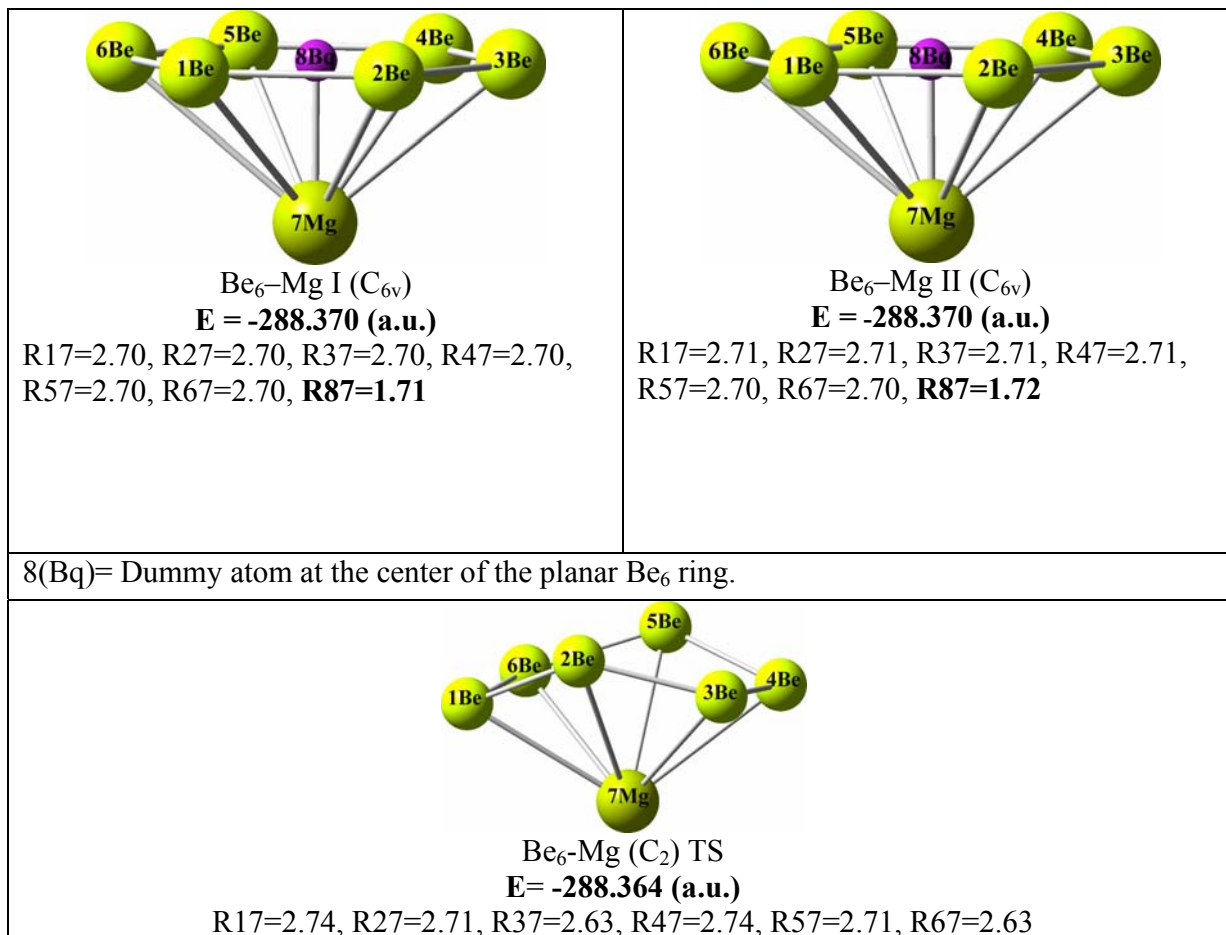 5Be
4Be
6Be
8Bq
3Be
1Be
2Be
7Mg
Be₆–Mg I (C₆ᵥ)
E = -288.370 (a.u.)
R17=2.70, R27=2.70, R37=2.70, R47=2.70,
R57=2.70, R67=2.70, R87=1.71
5Be
4Be
6Be
8Bq
3Be
1Be
2Be
7Mg
Be₆–Mg II (C₆ᵥ)
E = -288.370 (a.u.)
R17=2.71, R27=2.71, R37=2.71, R47=2.71,
R57=2.70, R67=2.70, R87=1.72
8(Bq)= Dummy atom at the center of the planar Be₆ ring.
5Be
6Be
2Be
4Be
1Be
3Be
7Mg
Be₆-Mg (C₂) TS
E= -288.364 (a.u.)
R17=2.74, R27=2.71, R37=2.63, R47=2.74, R57=2.71, R67=2.63